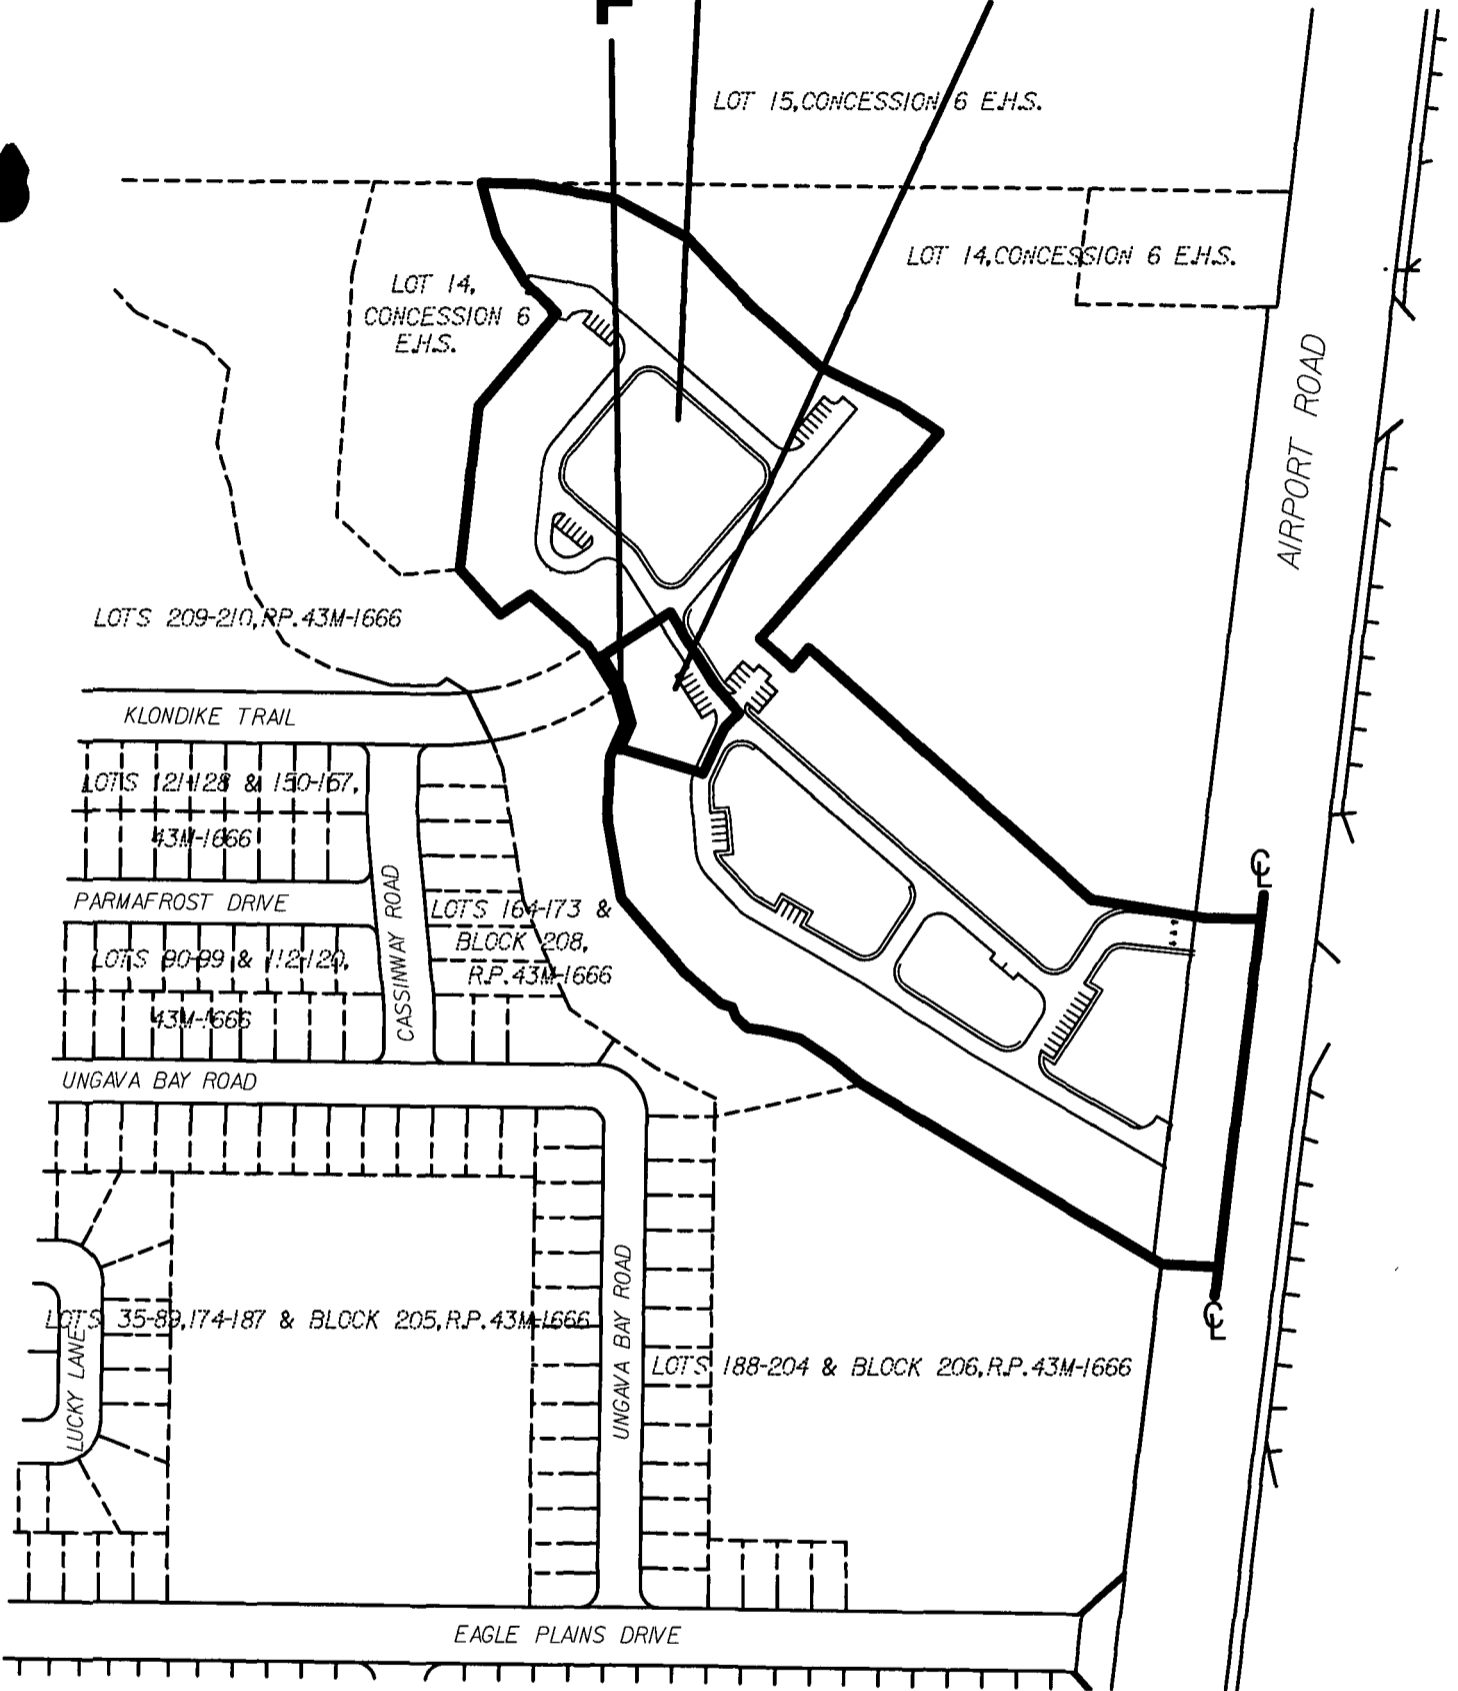 LOT 15,CONCESSION 6 E.H.S.
LOT 14,CONCESSION 6 E.H.S.
LOT 14,
CONCESSION 6
E.H.S.
AIRPORT ROAD
LOTS 209-210,R.P.43M-1666
KLONDIKE TRAIL
LOTS 121-128 & 150-167,
43M-1666
PARMAFROST DRIVE
CASSINWAY ROAD
LOTS 164-173 &
BLOCK 208,
R.P.43M-1666
LOTS 90-99 & 112-120,
43M-1666
UNGAVA BAY ROAD
CL
CL
UNGAVA BAY ROAD
LOTS 35-89,174-187 & BLOCK 205,R.P.43M-1666
LUCKY LANE
LOTS 188-204 & BLOCK 206,R.P.43M-1666
EAGLE PLAINS DRIVE